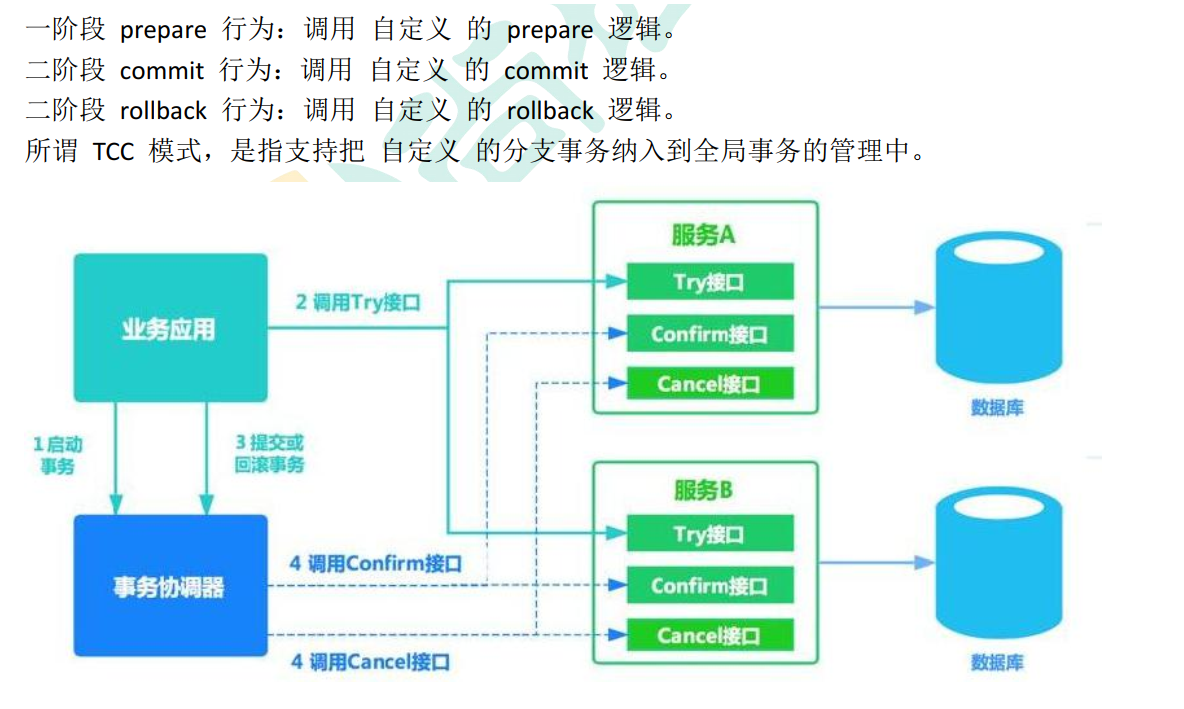 一阶段 prepare 行为：调用 自定义 的 prepare 逻辑。
二阶段 commit 行为：调用 自定义 的 commit 逻辑。
二阶段 rollback 行为：调用 自定义 的 rollback 逻辑。
所谓 TCC 模式，是指支持把 自定义 的分支事务纳入到全局事务的管理中。
服务A
Try接口
2 调用Try接口
业务应用
Confirm接口
Cancel接口
数据库
1 启动
事务
3 提交或
回滚事务
服务B
Try接口
4 调用Confirm接口
事务协调器
Confirm接口
Cancel接口
4 调用Cancel接口
数据库